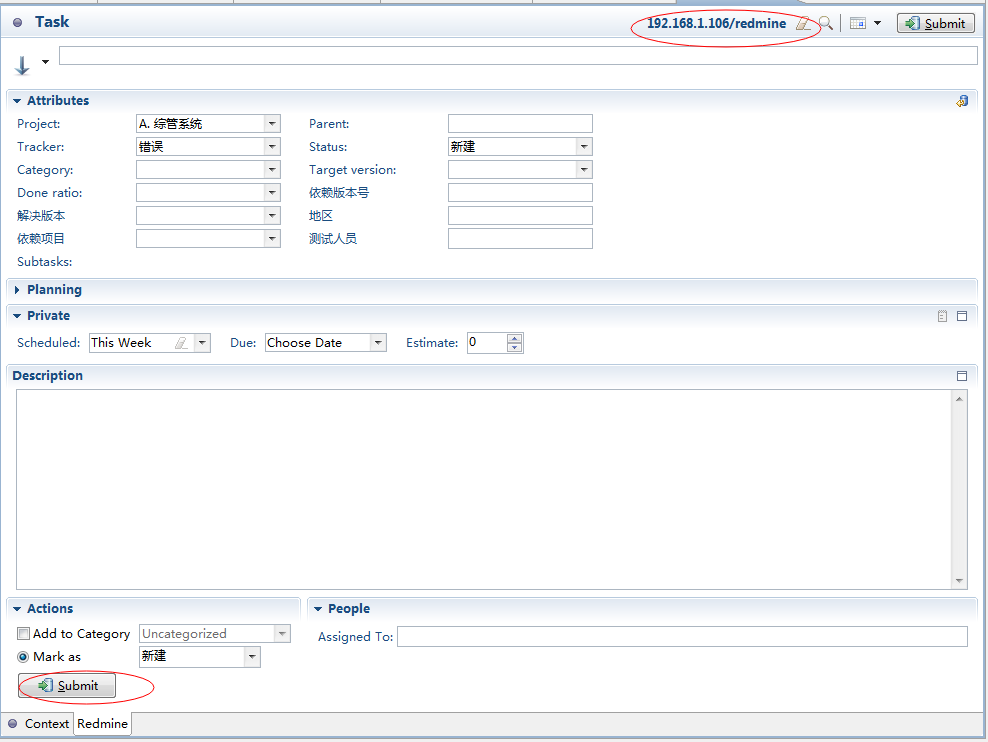 Task 192.168.1.106/redmine Submit
Attributes
Project: A. 综管系统 Parent:
Tracker: 错误 Status: 新建
Category: Target version:
Done ratio: 依赖版本号
解决版本 地区
依赖项目 测试人员
Subtasks:
Planning
Private
Scheduled: This Week Due: Choose Date Estimate: 0
Description
Actions People
Add to Category Uncategorized Assigned To:
Mark as 新建
Submit
Context Redmine